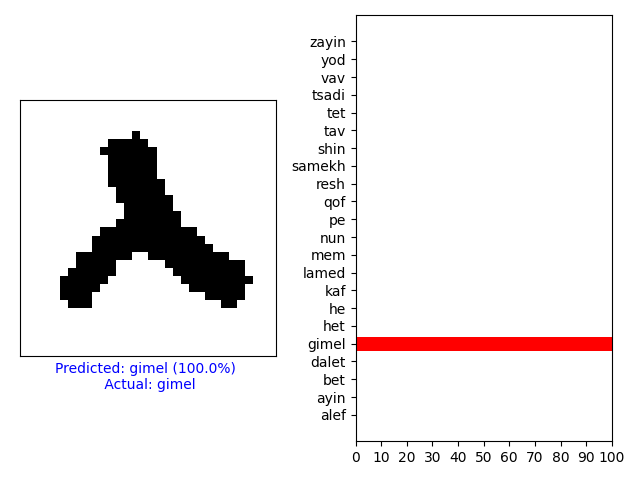 zayin
yod
vav
tsadi
tet
tav
shin
samekh
resh
qof
pe
nun
mem
lamed
kaf
he
het
gimel
dalet
bet
ayin
alef
0 10 20 30 40 50 60 70 80 90 100
Predicted: gimel (100.0%)
Actual: gimel